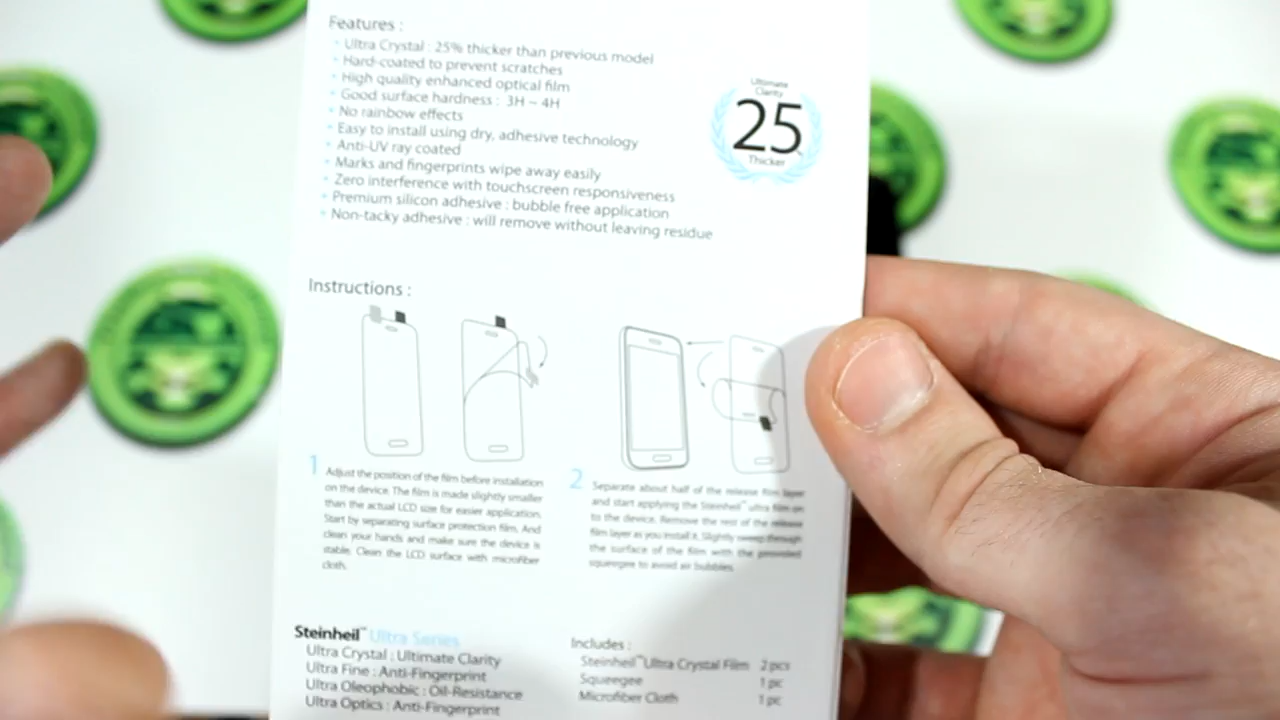 Features :
Ultra Crystal : 25% thicker than previous model
Hard-coated to prevent scratches
High quality enhanced optical film
Good surface hardness : 3H ~ 4H
No rainbow effects
Easy to install using dry, adhesive technology
Anti-UV ray coated
Marks and fingerprints wipe away easily
Zero interference with touchscreen responsiveness
Premium silicon adhesive : bubble free application
Non-tacky adhesive : will remove without leaving residue
Ultimate
Clarity
25
Thicker
Instructions :
1 Adjust the position of the film before installation
on the device. The film is made slightly smaller
than the actual LCD size for easier application.
Start by separating surface protection film. And
clean your hands and make sure the device is
stable. Clean the LCD surface with microfiber
cloth.
2 Separate about half of the release film layer
and start applying the Steinheil™ ultra film on
to the device. Remove the rest of the release
film layer as you install it. Slightly sweep through
the surface of the film with the provided
squeegee to avoid air bubbles.
Steinheil™ Ultra Series
Ultra Crystal : Ultimate Clarity
Ultra Fine : Anti-Fingerprint
Ultra Oleophobic : Oil-Resistance
Ultra Optics : Anti-Fingerprint
Includes :
Steinheil™ Ultra Crystal Film 2 pcs
Squeegee 1 pc
Microfiber Cloth 1 pc